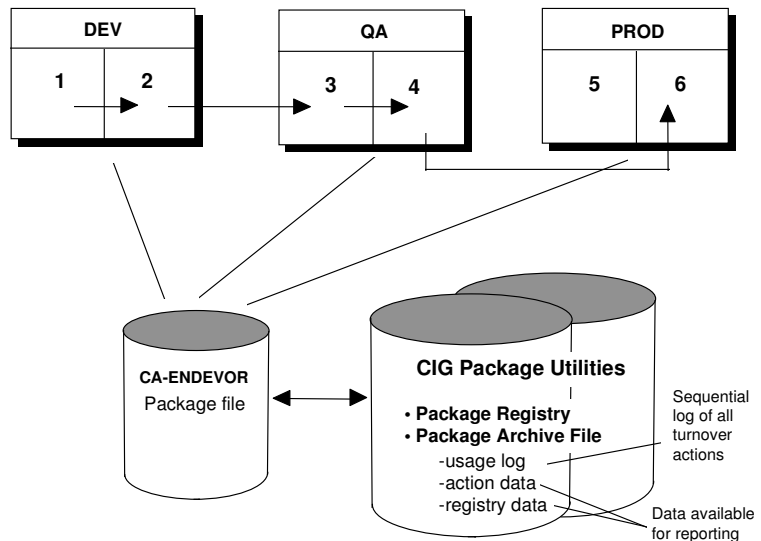 DEV
QA
PROD
1
2
3
4
5
6
CA-ENDEVOR
Package file
CIG Package Utilities
• Package Registry
• Package Archive File
-usage log
-action data
-registry data
Sequential
log of all
turnover
actions
Data available
for reporting